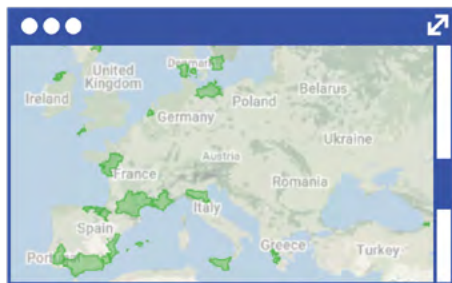 United
Kingdom
Ireland
Denmark
Belarus
Poland
Germany
Ukraine
Austria
France
Romania
Italy
Spain
Greece
Turkey